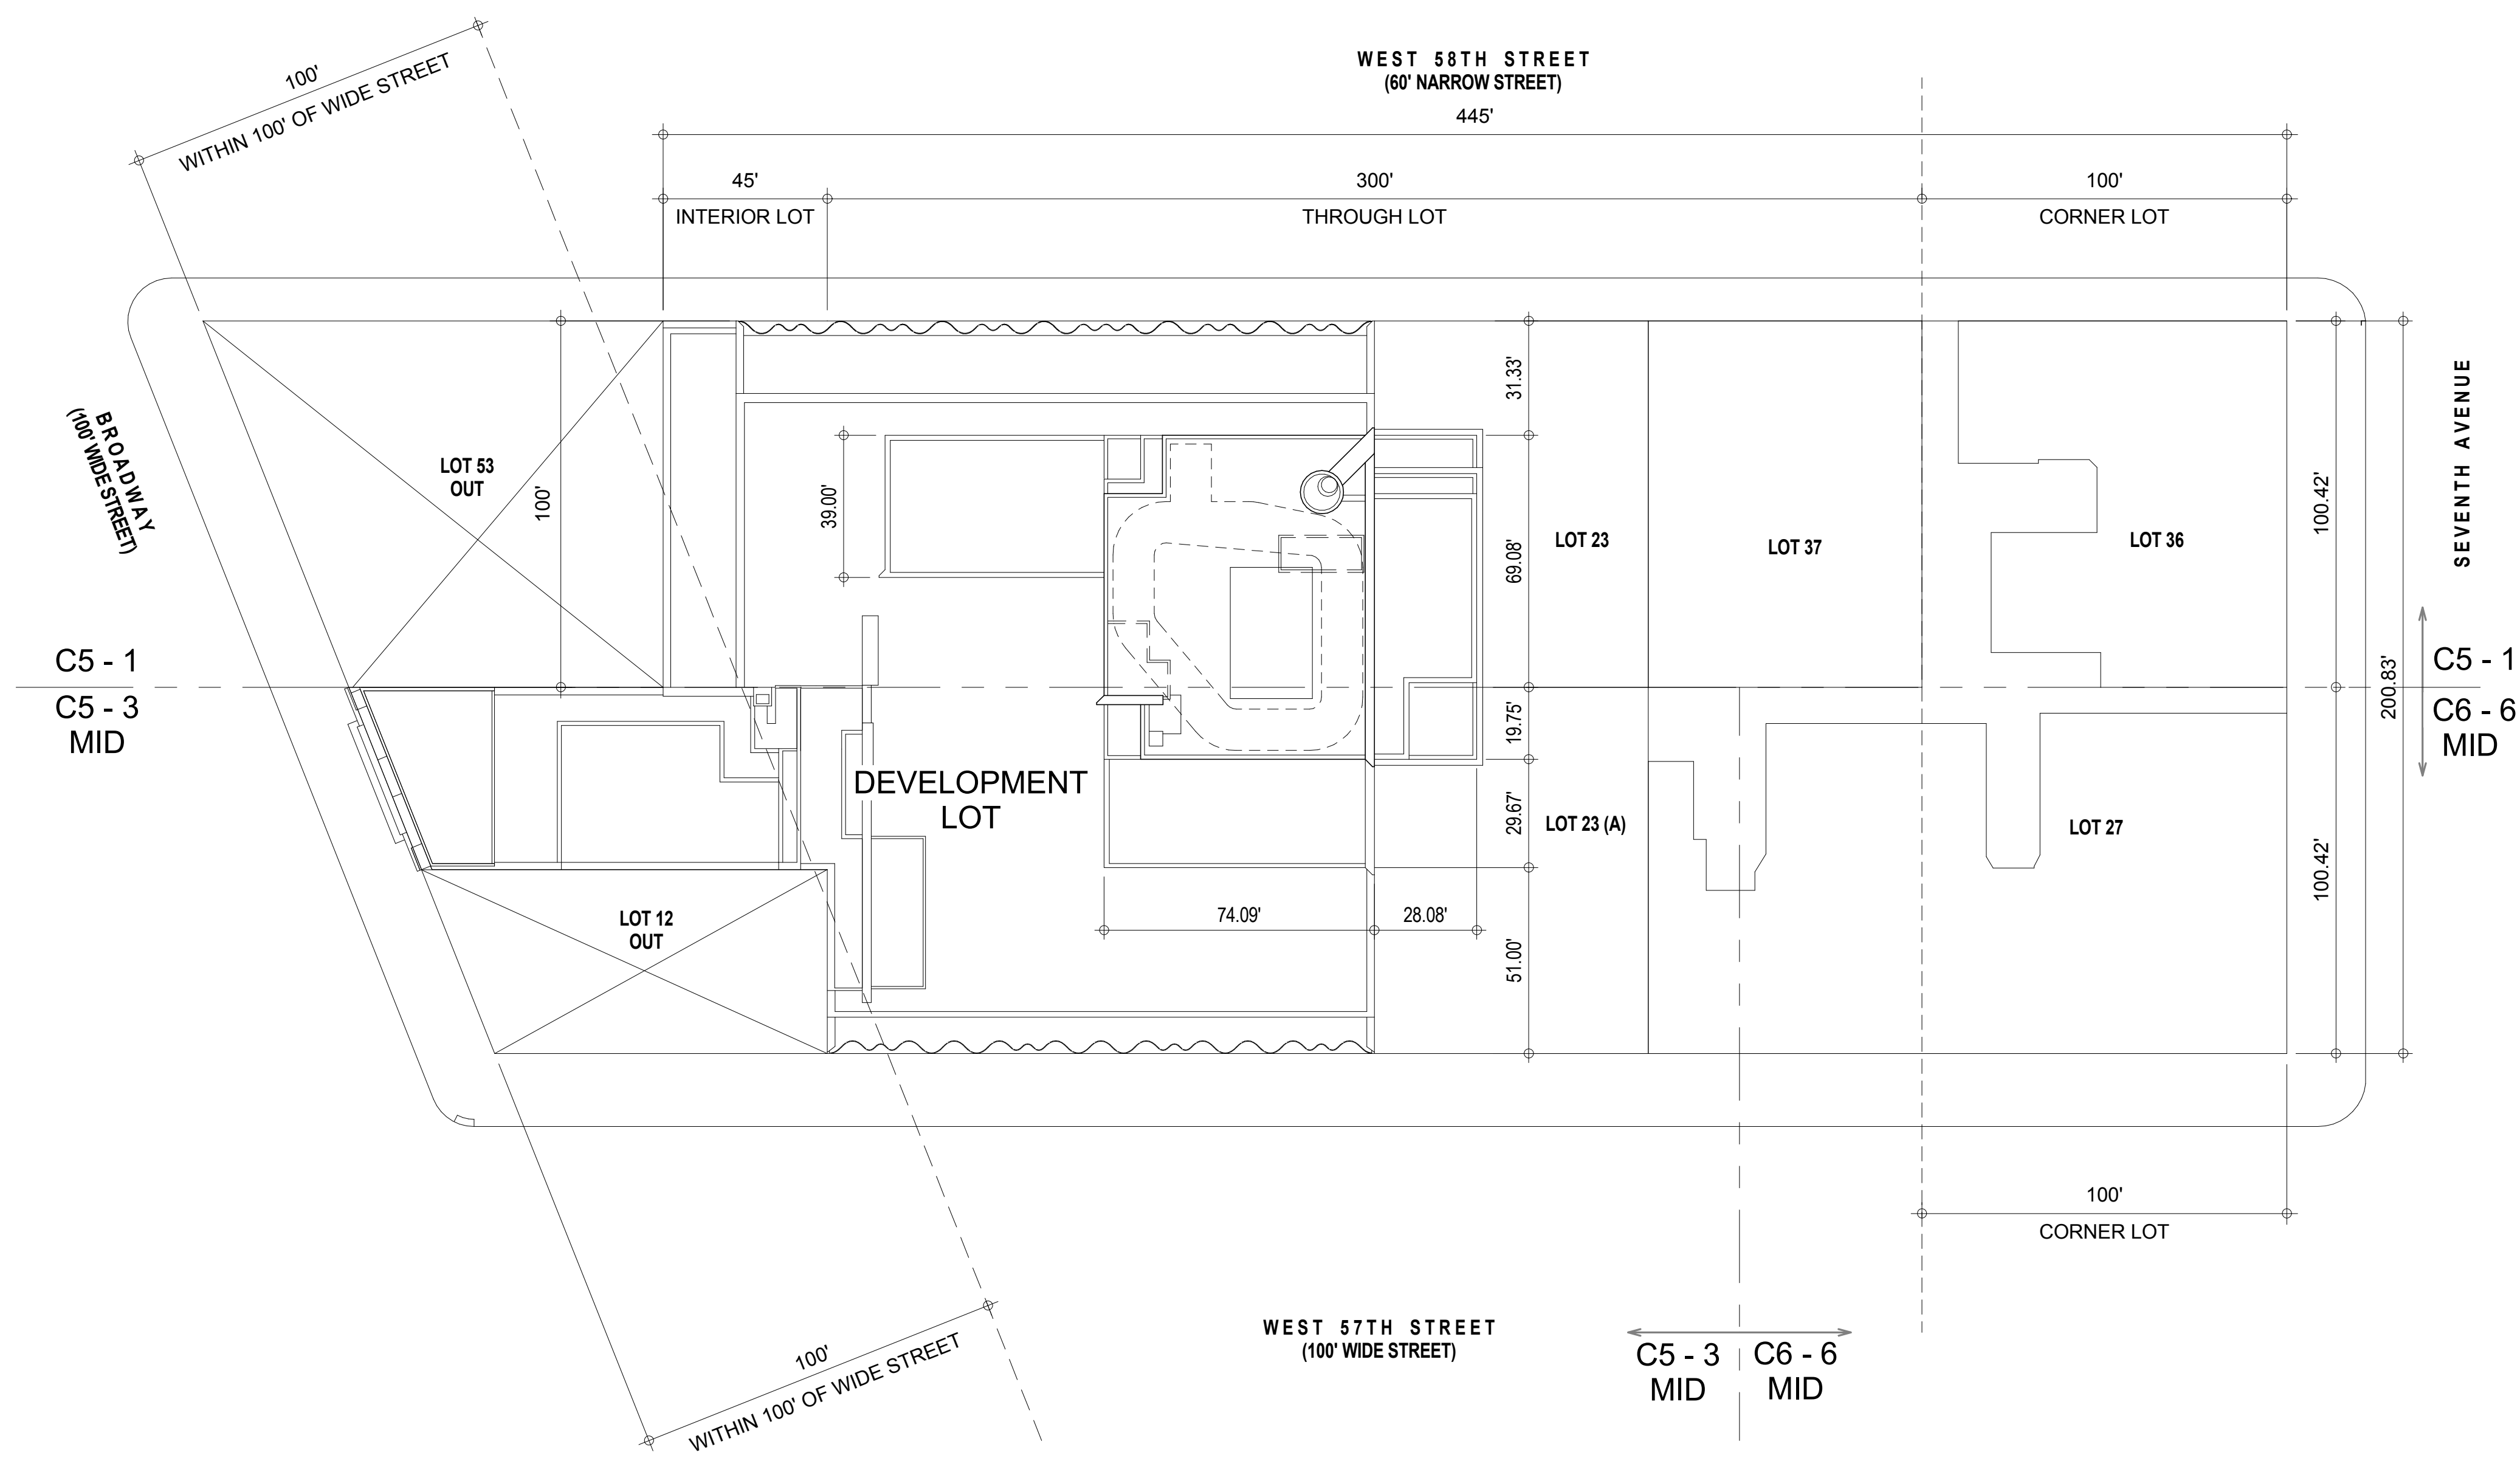 WEST 58TH STREET
(60' NARROW STREET)
445'
100'
WITHIN 100' OF WIDE STREET
45'
300'
100'
INTERIOR LOT
THROUGH LOT
CORNER LOT
BROADWAY
(100' WIDE STREET)
SEVENTH AVENUE
LOT 53
OUT
100'
39.00'
31.33'
69.08'
19.75'
29.67'
51.00'
LOT 23
LOT 37
LOT 36
100.42'
200.83'
100.42'
C5 - 1
C5 - 3
MID
C5 - 1
C6 - 6
MID
DEVELOPMENT
LOT
LOT 23 (A)
LOT 27
LOT 12
OUT
74.09'
28.08'
100'
CORNER LOT
100'
WITHIN 100' OF WIDE STREET
WEST 57TH STREET
(100' WIDE STREET)
C5 - 3
MID
C6 - 6
MID